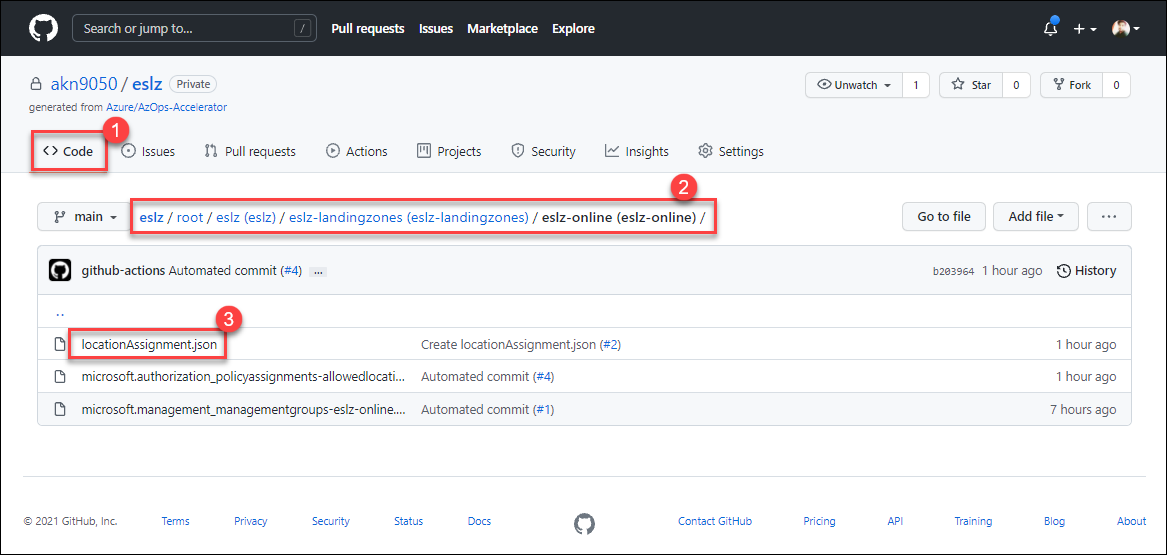 Search or jump to... / Pull requests Issues Marketplace Explore
akn9050 / eslz Private Unwatch 1 Star 0 Fork 0
generated from Azure/AzOps-Accelerator
1
Code Issues Pull requests Actions Projects Security Insights Settings
2
main eslz / root / eslz (eslz) / eslz-landingzones (eslz-landingzones) / eslz-online (eslz-online) / Go to file Add file ...
github-actions Automated commit (#4) ... b203964 1 hour ago History
..
3
locationAssignment.json Create locationAssignment.json (#2) 1 hour ago
microsoft.authorization_policyassignments-allowedlocati... Automated commit (#4) 1 hour ago
microsoft.management_managementgroups-eslz-online.... Automated commit (#1) 7 hours ago
© 2021 GitHub, Inc. Terms Privacy Security Status Docs Contact GitHub Pricing API Training Blog About